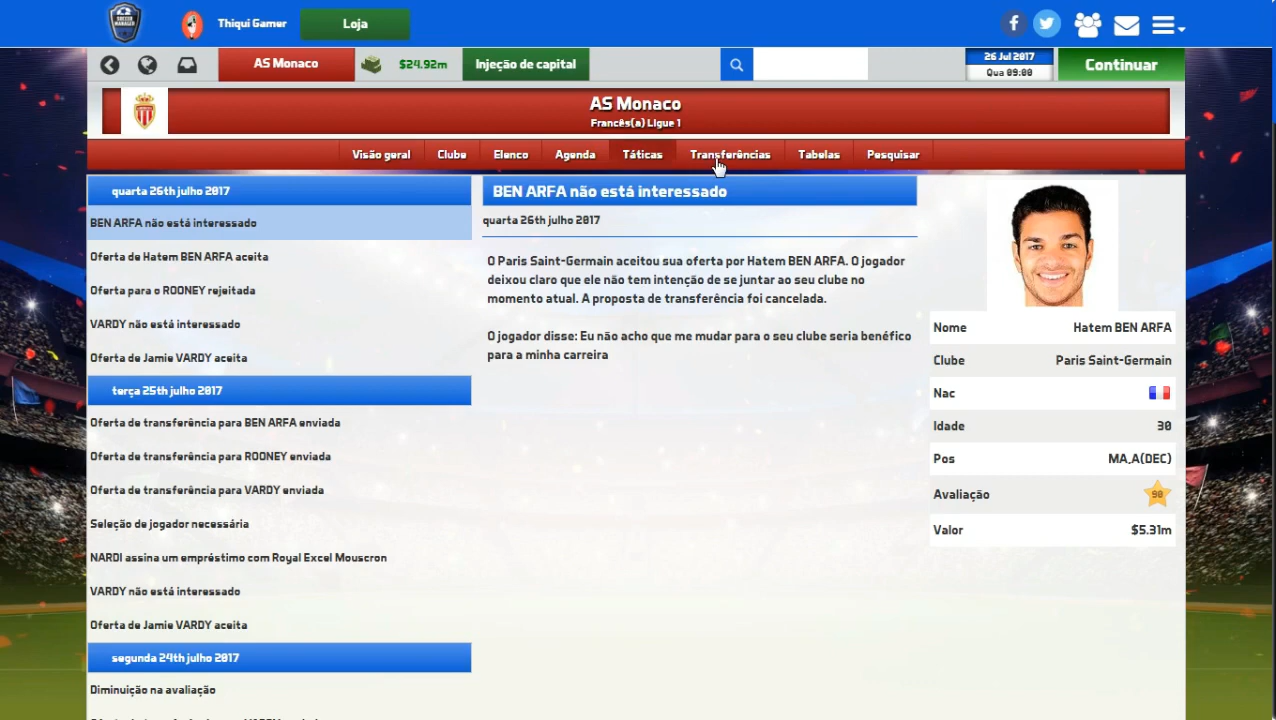 SOCCER MANAGER
Thiqui Gamer
Loja
AS Monaco
$24.92m
Injeção de capital
26 Jul 2017
Qua 09:00
Continuar
AS Monaco
Francês(a) Ligue 1
Visão geral
Clube
Elenco
Agenda
Táticas
Transferências
Tabelas
Pesquisar
quarta 26th julho 2017
BEN ARFA não está interessado
Oferta de Hatem BEN ARFA aceita
Oferta para o ROONEY rejeitada
VARDY não está interessado
Oferta de Jamie VARDY aceita
terça 25th julho 2017
Oferta de transferência para BEN ARFA enviada
Oferta de transferência para ROONEY enviada
Oferta de transferência para VARDY enviada
Seleção de jogador necessária
NARDI assina um empréstimo com Royal Excel Mouscron
VARDY não está interessado
Oferta de Jamie VARDY aceita
segunda 24th julho 2017
Diminuição na avaliação
BEN ARFA não está interessado
quarta 26th julho 2017
O Paris Saint-Germain aceitou sua oferta por Hatem BEN ARFA. O jogador
deixou claro que ele não tem intenção de se juntar ao seu clube no
momento atual. A proposta de transferência foi cancelada.
O jogador disse: Eu não acho que me mudar para o seu clube seria benéfico
para a minha carreira
Nome Hatem BEN ARFA
Clube Paris Saint-Germain
Nac
Idade 30
Pos MA,A(DEC)
Avaliação 90
Valor $5.31m